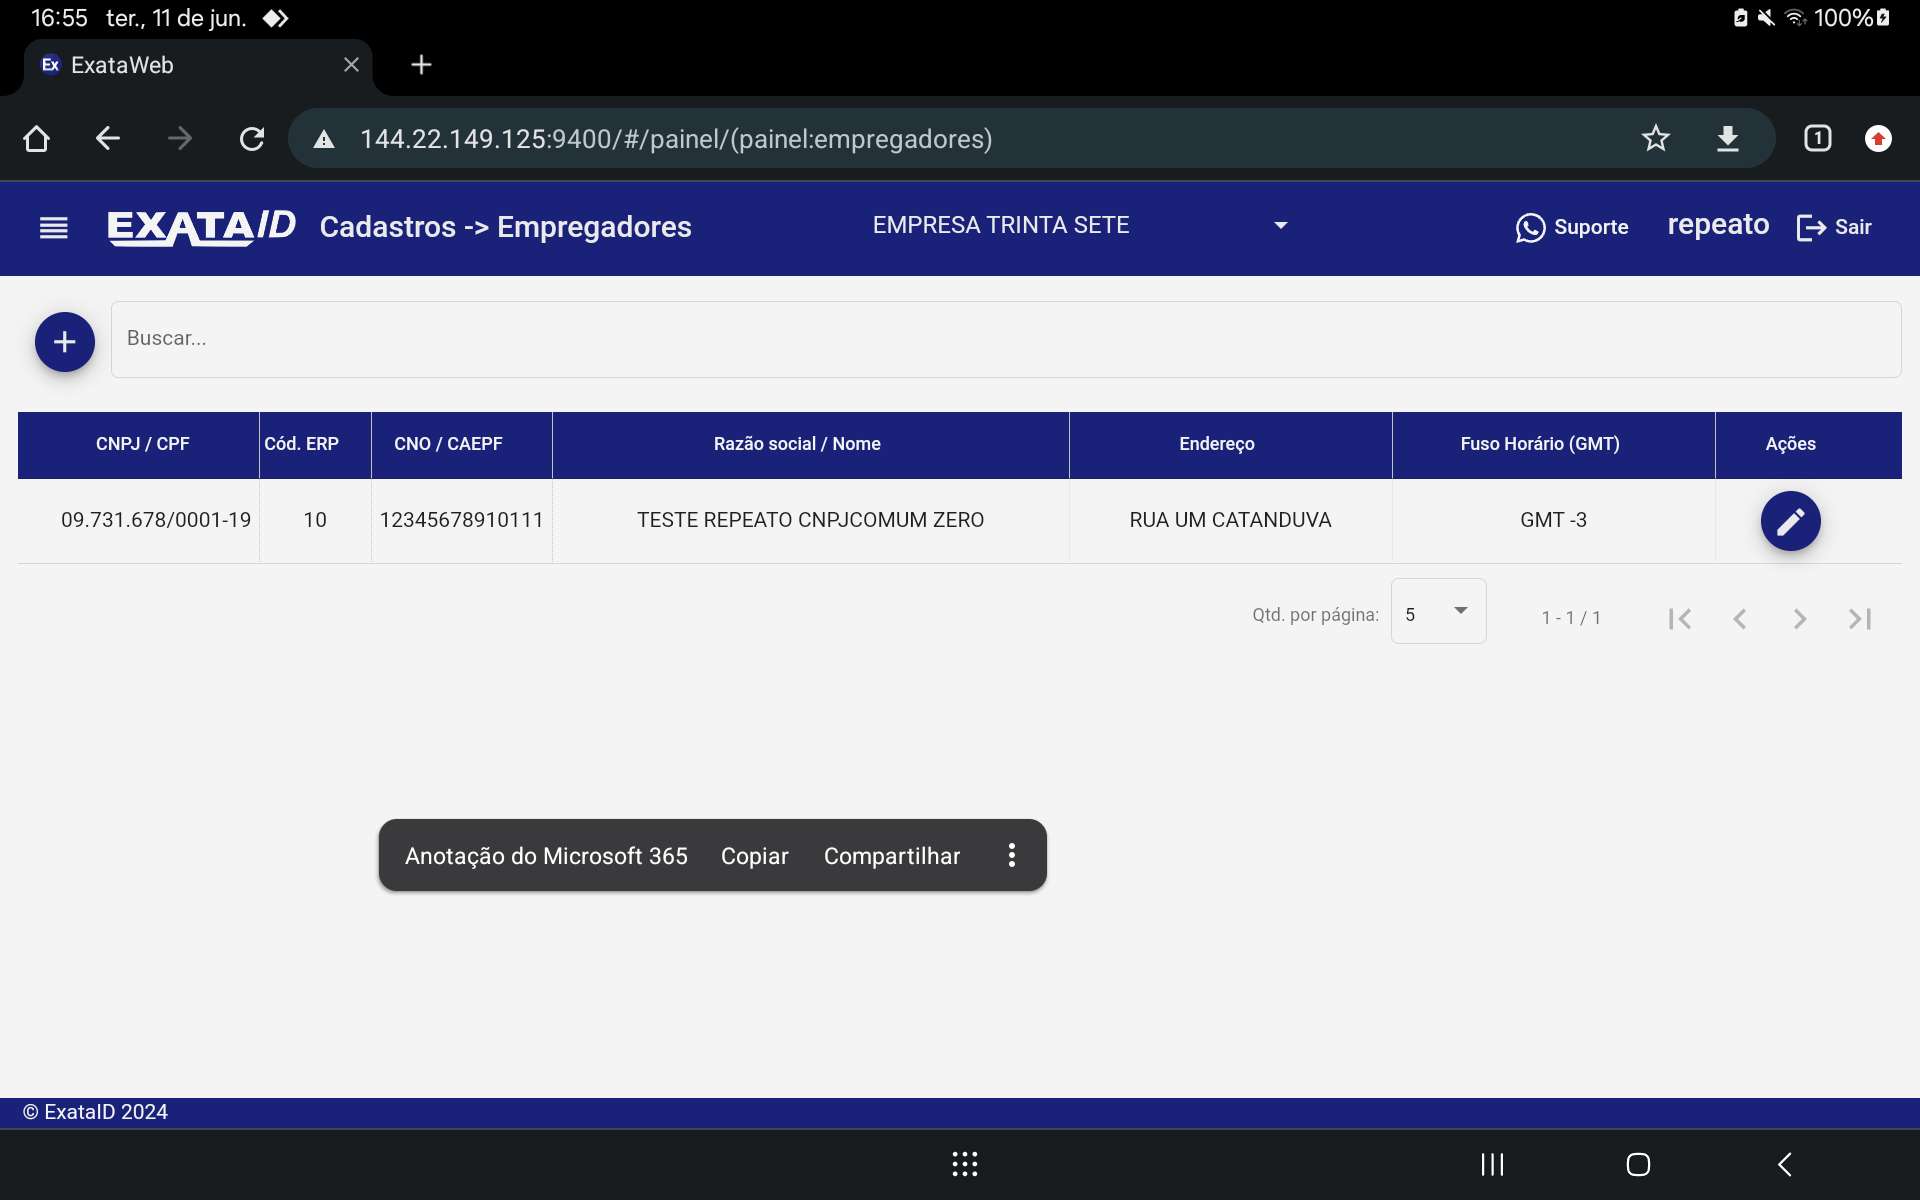 16:55 ter., 11 de jun. 100%
Ex ExataWeb
144.22.149.125:9400/#/painel/(painel:empregadores) 1
EXATAID Cadastros -> Empregadores EMPRESA TRINTA SETE Suporte repeato Sair
Buscar...
CNPJ / CPF Cód. ERP CNO / CAEPF Razão social / Nome Endereço Fuso Horário (GMT) Ações
09.731.678/0001-19 10 12345678910111 TESTE REPEATO CNPJCOMUM ZERO RUA UM CATANDUVA GMT -3
Qtd. por página: 5 1 - 1 / 1
Anotação do Microsoft 365 Copiar Compartilhar
© ExataID 2024